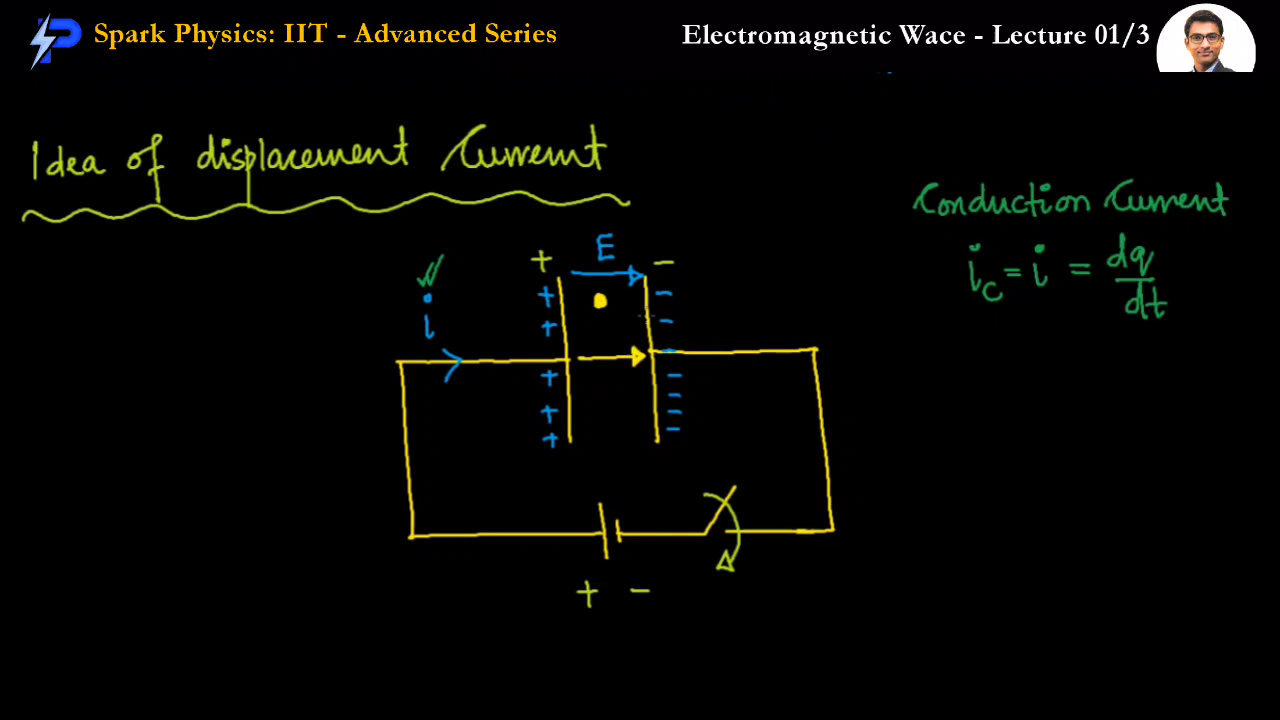 Spark Physics: IIT - Advanced Series
Electromagnetic Wace - Lecture 01/3
Idea of displacement Current
Conduction Current
i_c = i = dq/dt
E
+ −
i
+ −
+ −
−
+ −
−
+ −
+ −
+ −